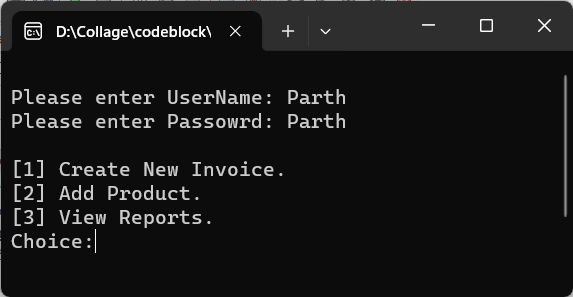 D:\Collage\codeblock\
Please enter UserName: Parth
Please enter Passowrd: Parth
[1] Create New Invoice.
[2] Add Product.
[3] View Reports.
Choice: